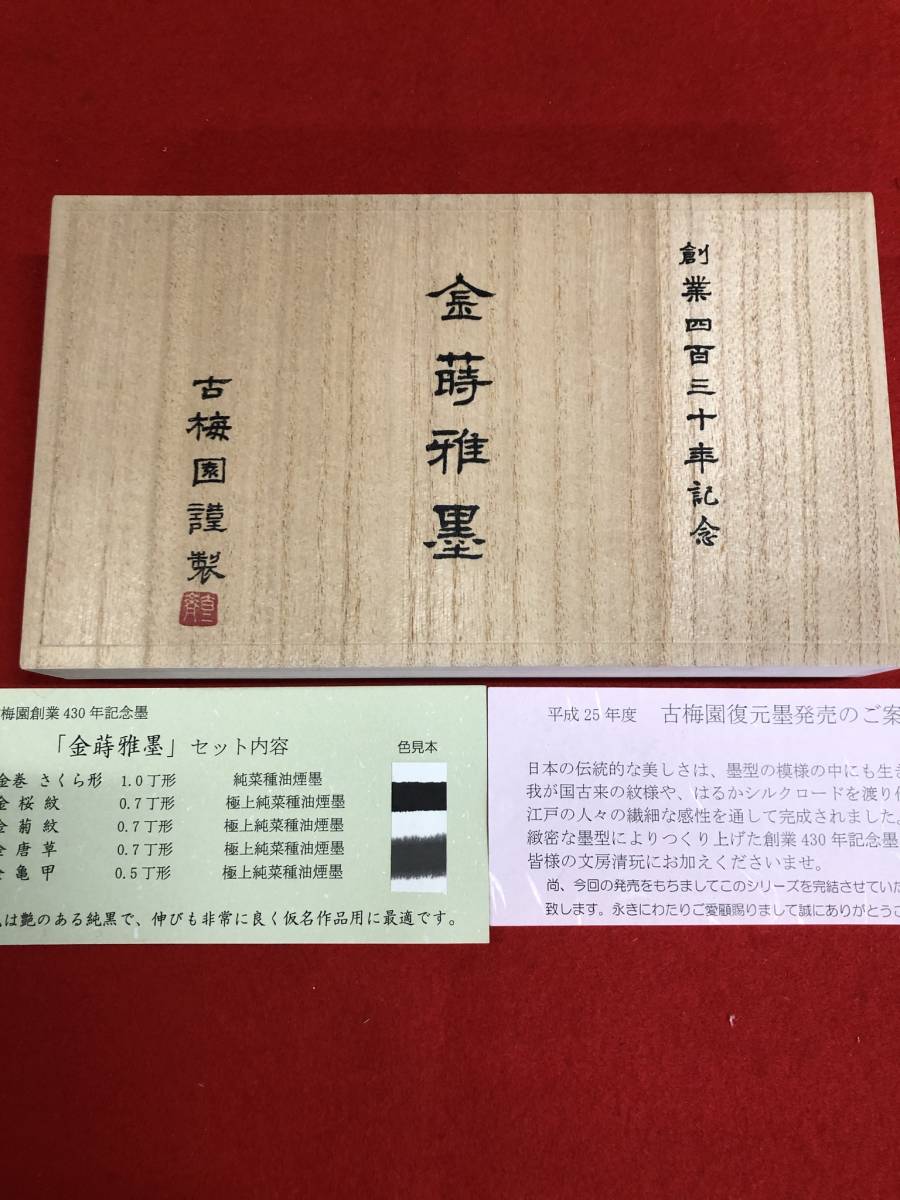 創業四百三十年記念
金蒔雅墨
古梅園謹製
梅園創業430年記念墨
「金蒔雅墨」セット内容
色見本
金巻 さくら形 1.0丁形 純菜種油煙墨
金桜紋 0.7丁形 極上純菜種油煙墨
金菊紋 0.7丁形 極上純菜種油煙墨
金唐草 0.7丁形 極上純菜種油煙墨
亀甲 0.5丁形 極上純菜種油煙墨
は艶のある純黒で、伸びも非常に良く仮名作品用に最適です。
平成25年度 古梅園復元墨発売のご案
日本の伝統的な美しさは、墨型の模様の中にも生き
我が国古来の紋様や、はるかシルクロードを渡り
江戸の人々の繊細な感性を通して完成されました。
緻密な墨型によりつくり上げた創業430年記念墨
皆様の文房清玩にお加えくださいませ。
尚、今回の発売をもちましてこのシリーズを完結させていた
致します。永きにわたりご愛顧賜りまして誠にありがとうご